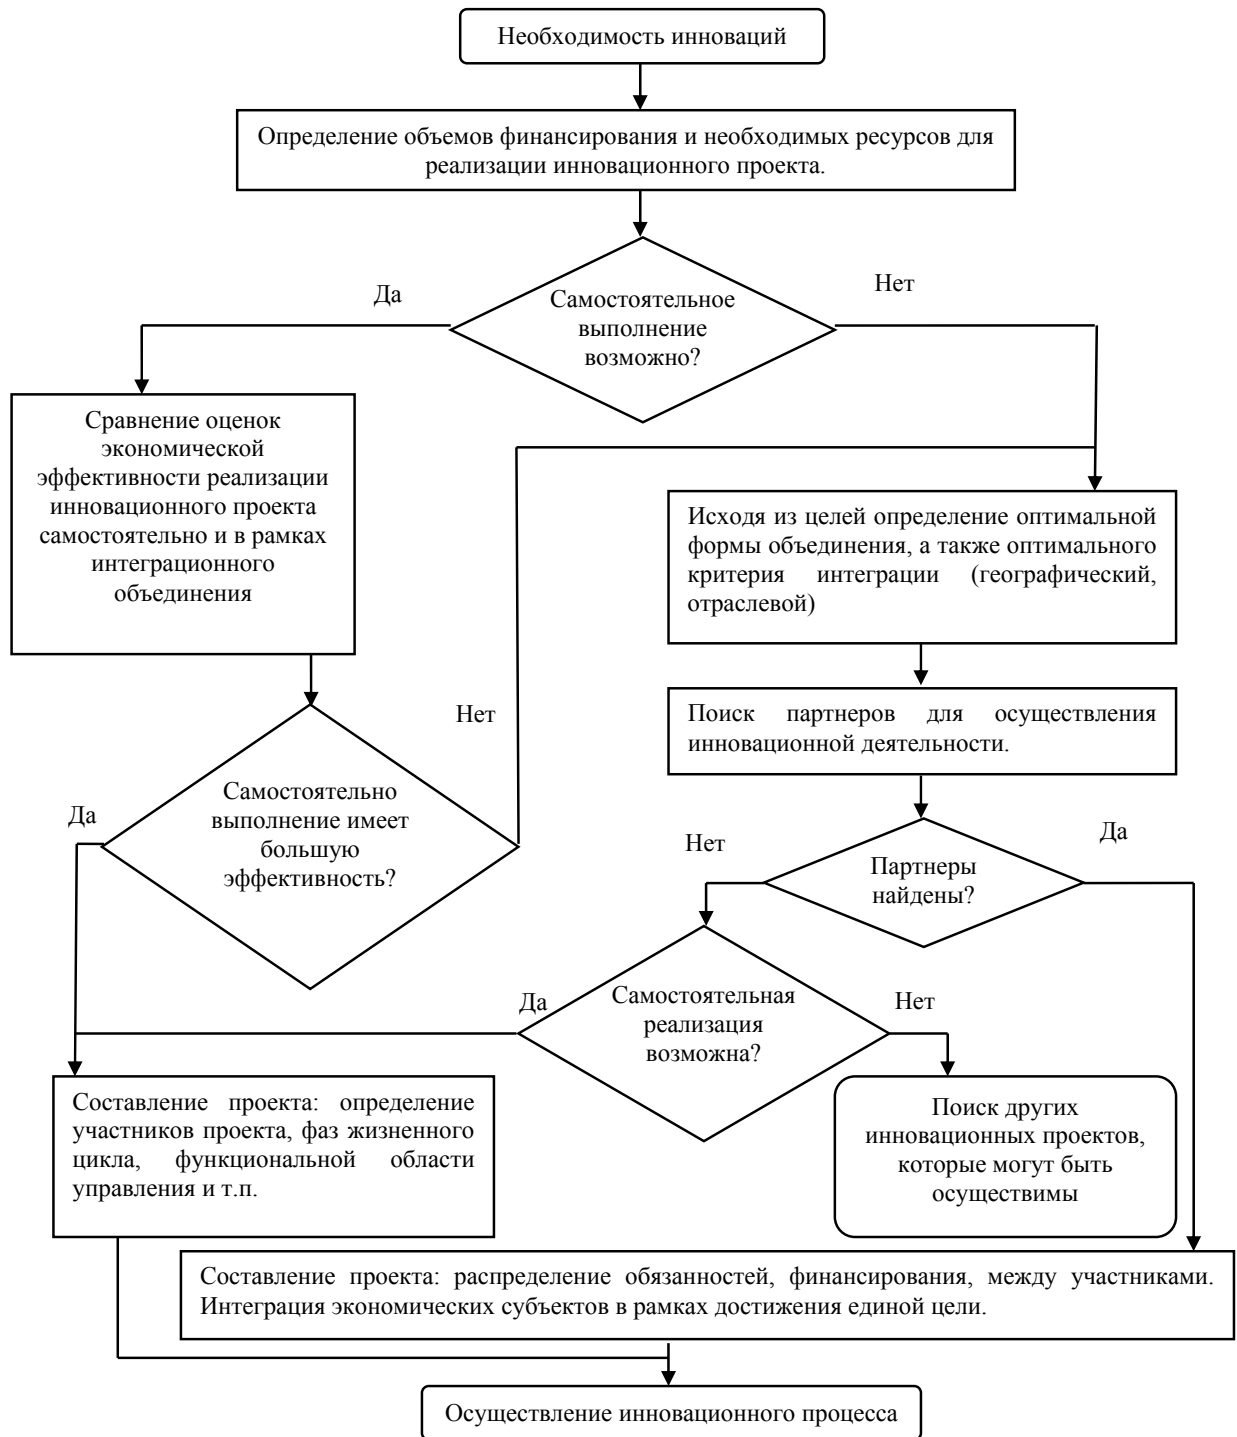 Необходимость инноваций
Определение объемов финансирования и необходимых ресурсов для
реализации инновационного проекта.
Да
Нет
Самостоятельное
выполнение
возможно?
Сравнение оценок
экономической
эффективности реализации
инновационного проекта
самостоятельно и в рамках
интеграционного
объединения
Исходя из целей определение оптимальной
формы объединения, а также оптимального
критерия интеграции (географический,
отраслевой)
Нет
Поиск партнеров для осуществления
инновационной деятельности.
Да
Самостоятельно
выполнение имеет
большую
эффективность?
Нет
Да
Партнеры
найдены?
Да
Самостоятельная
реализация
возможна?
Нет
Составление проекта: определение
участников проекта, фаз жизненного
цикла, функциональной области
управления и т.п.
Поиск других
инновационных проектов,
которые могут быть
осуществимы
Составление проекта: распределение обязанностей, финансирования, между участниками.
Интеграция экономических субъектов в рамках достижения единой цели.
Осуществление инновационного процесса